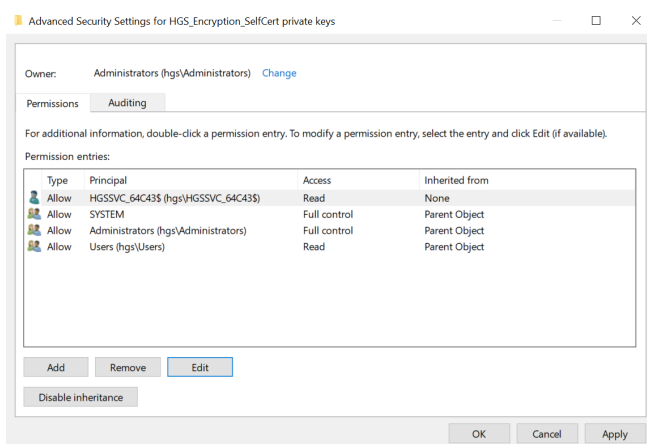 Advanced Security Settings for HGS_Encryption_SelfCert private keys
Owner: Administrators (hgs\Administrators) Change
Permissions Auditing
For additional information, double-click a permission entry. To modify a permission entry, select the entry and click Edit (if available).
Permission entries:
Type Principal Access Inherited from
Allow HGSSVC_64C43$ (hgs\HGSSVC_64C43$) Read None
Allow SYSTEM Full control Parent Object
Allow Administrators (hgs\Administrators) Full control Parent Object
Allow Users (hgs\Users) Read Parent Object
Add Remove Edit
Disable inheritance
OK Cancel Apply